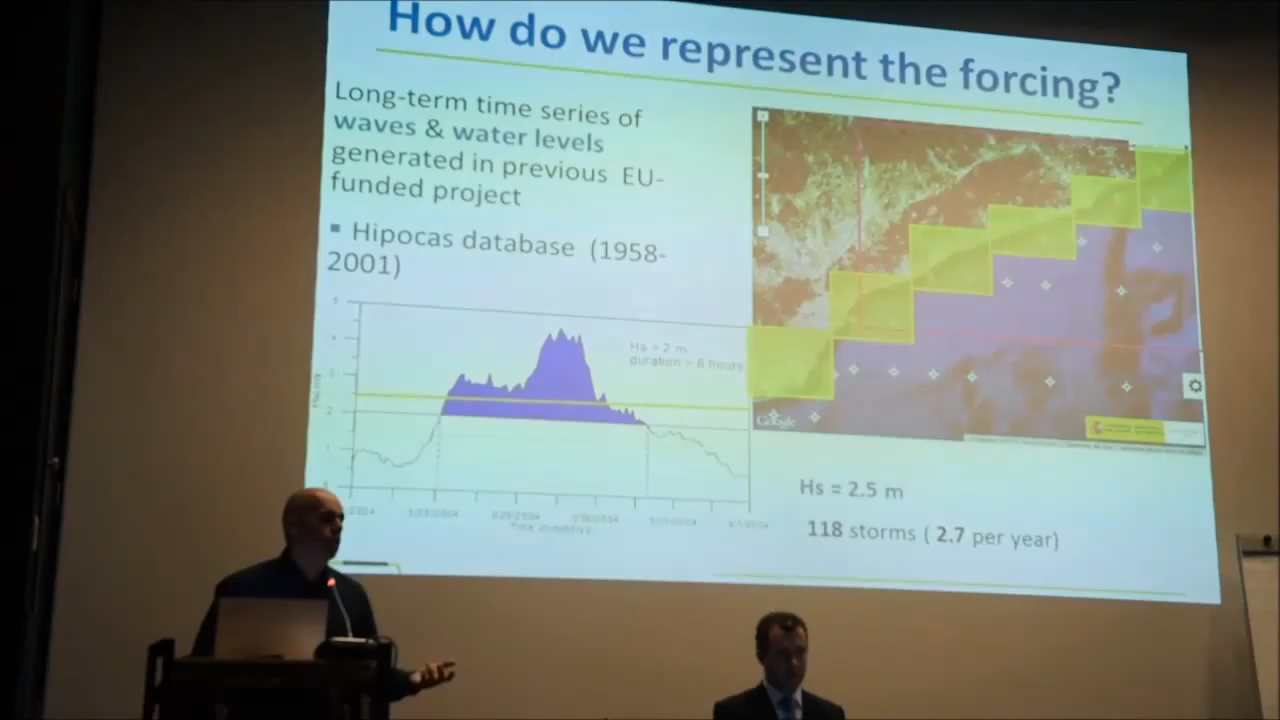 How do we represent the forcing?
Long-term time series of
waves & water levels
generated in previous EU-
funded project
▪ Hipocas database (1958-
2001)
Hs > 2 m
duration > 6 hours
Google
Hs = 2.5 m
118 storms ( 2.7 per year)